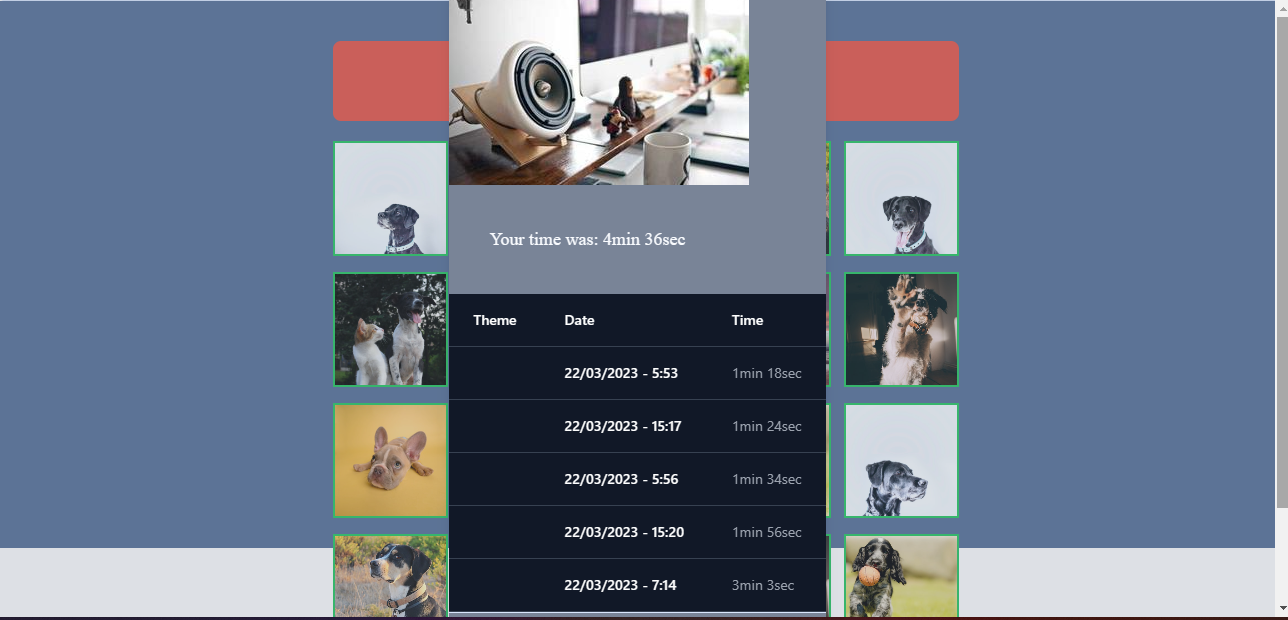 Your time was: 4min 36sec
Theme Date Time
22/03/2023 - 5:53 1min 18sec
22/03/2023 - 15:17 1min 24sec
22/03/2023 - 5:56 1min 34sec
22/03/2023 - 15:20 1min 56sec
22/03/2023 - 7:14 3min 3sec